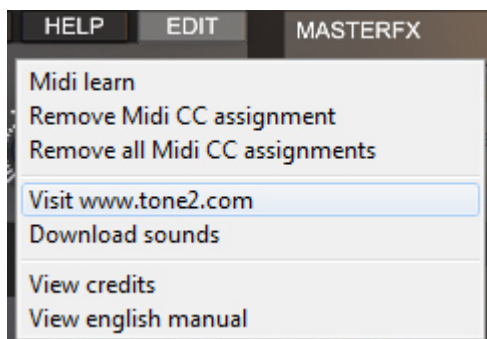 HELP EDIT MASTERFX
Midi learn
Remove Midi CC assignment
Remove all Midi CC assignments
Visit www.tone2.com
Download sounds
View credits
View english manual